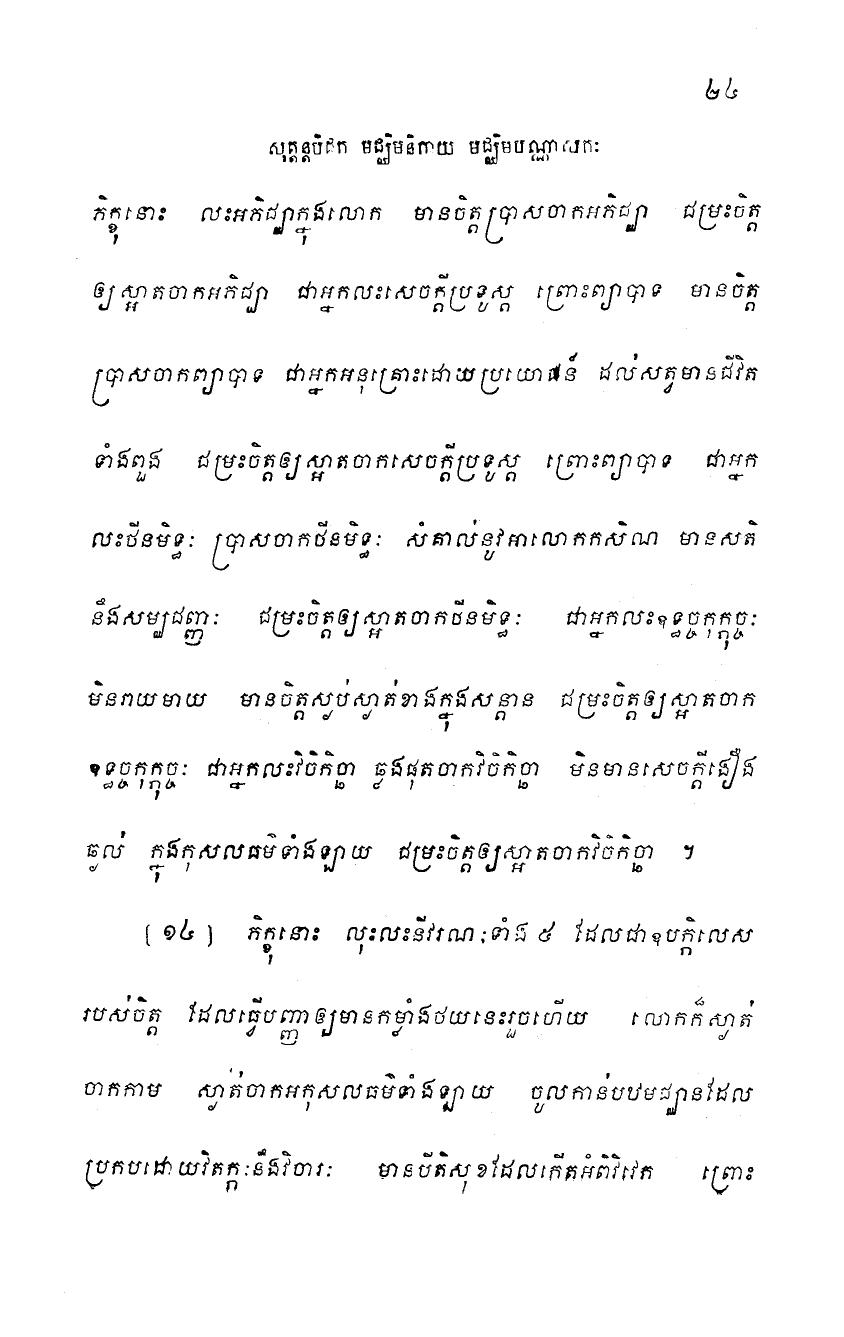 ២៤
សុត្តន្តបិដក មជ្ឈិមនិកាយ មជ្ឈិមបណ្ណាសកៈ
ភិក្ខុនោះ លះអភិជ្ឈាក្នុងលោក មានចិត្តប្រាសចាកអភិជ្ឈា ជម្រះចិត្ត
ឲ្យស្អាតចាកអភិជ្ឈា ជាអ្នកលះសេចក្តីប្រទូស្ត ព្រោះព្យាបាទ មានចិត្ត
ប្រាសចាកព្យាបាទ ជាអ្នកអនុគ្រោះដោយប្រយោជន៍ ដល់សត្វមានជីវិត
ទាំងពួង ជម្រះចិត្តឲ្យស្អាតចាកសេចក្តីប្រទូស្ត ព្រោះព្យាបាទ ជាអ្នក
លះថីនមិទ្ធៈ ប្រាសចាកថីនមិទ្ធៈ សំគាល់នូវអាលោកកសិណ មានសតិ
នឹងសម្បជញ្ញៈ ជម្រះចិត្តឲ្យស្អាតចាកថីនមិទ្ធៈ ជាអ្នកលះឧទ្ធច្ចកុក្កុច្ចៈ
មិនរាយមាយ មានចិត្តស្ងប់ស្ងាត់ខាងក្នុងសន្តាន ជម្រះចិត្តឲ្យស្អាតចាក
ឧទ្ធច្ចកុក្កុច្ចៈ ជាអ្នកលះវិចិកិច្ឆា ឆ្លងផុតចាកវិចិកិច្ឆា មិនមានសេចក្តីងឿង
ឆ្ងល់ ក្នុងកុសលធម៌ទាំងឡាយ ជម្រះចិត្តឲ្យស្អាតចាកវិចិកិច្ឆា ។
[១៤] ភិក្ខុនោះ លុះលះនីវរណៈទាំង ៥ ដែលជាឧបក្កិលេស
របស់ចិត្ត ដែលធ្វើបញ្ញាឲ្យមានកម្លាំងថយនេះរួចហើយ លោកក៏ស្ងាត់
ចាកកាម ស្ងាត់ចាកអកុសលធម៌ទាំងឡាយ ចូលកាន់បឋមជ្ឈានដែល
ប្រកបដោយវិតក្កៈនឹងវិចារៈ មានបីតិសុខដែលកើតអំពីវិវេក ព្រោះ